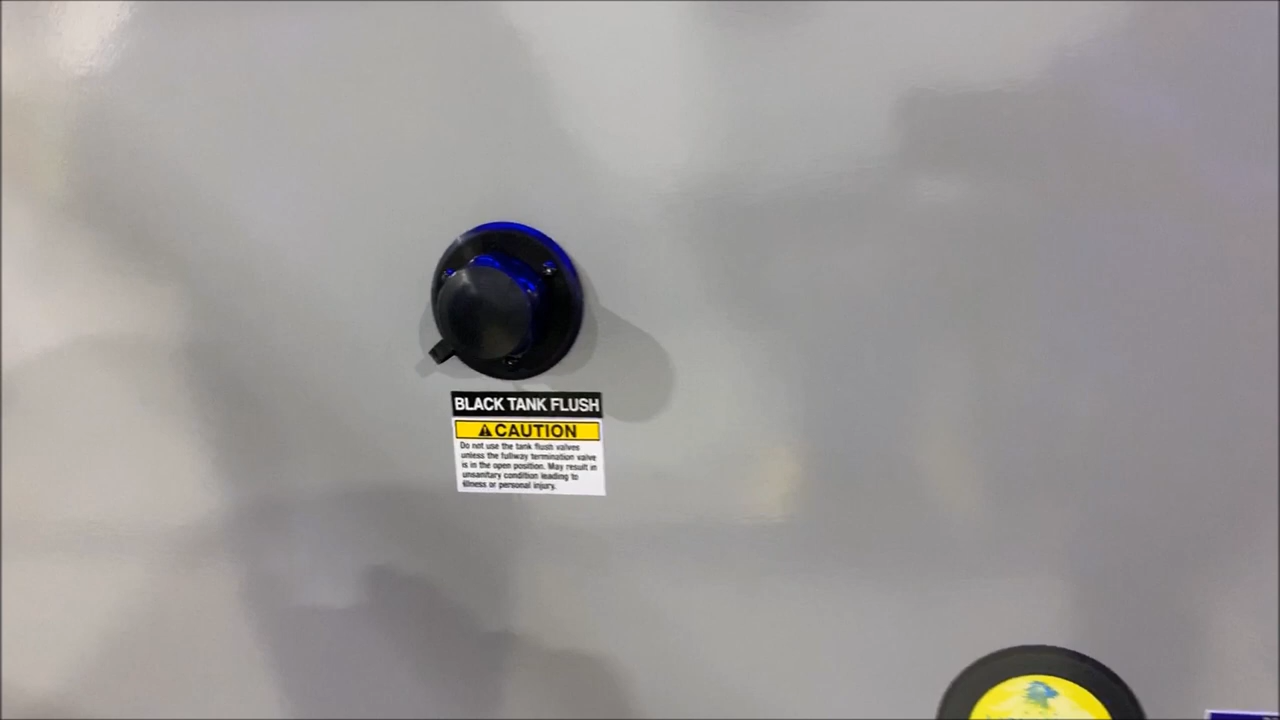 BLACK TANK FLUSH
CAUTION
Do not use the tank flush valves
unless the fullway termination valve
is in the open position. May result in
unsanitary condition leading to
illness or personal injury.